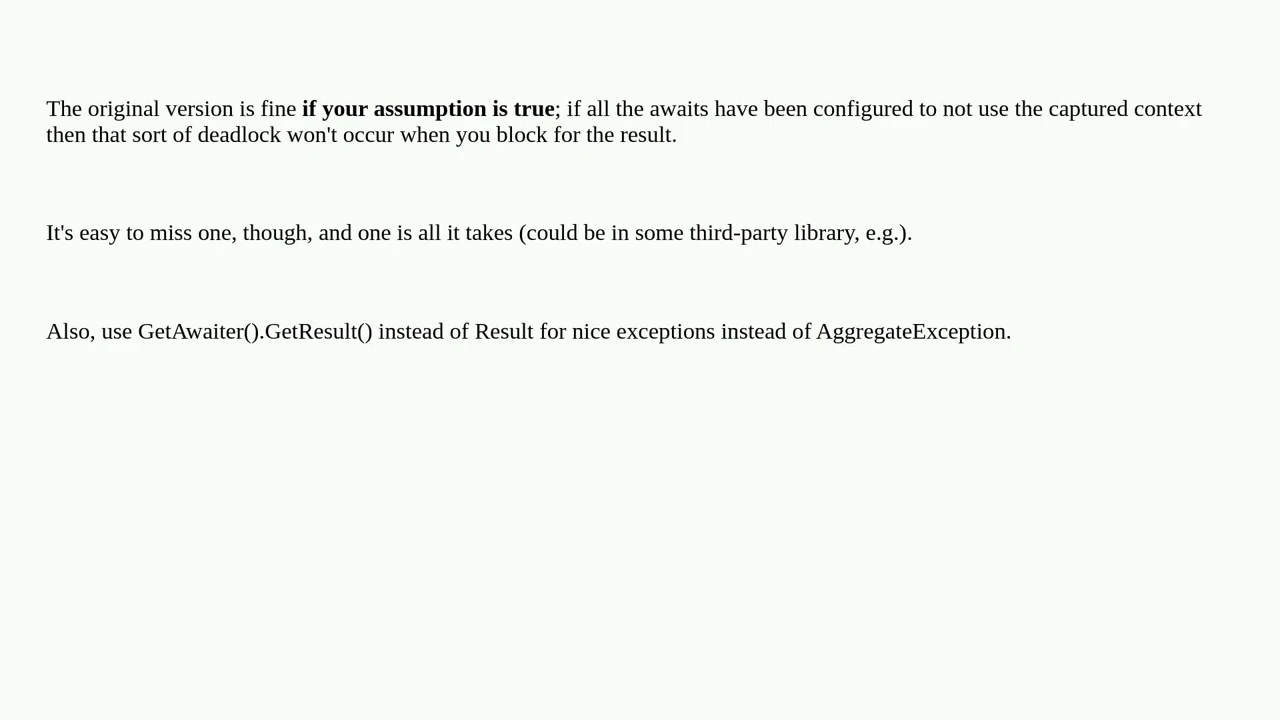 The original version is fine if your assumption is true; if all the awaits have been configured to not use the captured context
then that sort of deadlock won't occur when you block for the result.
It's easy to miss one, though, and one is all it takes (could be in some third-party library, e.g.).
Also, use GetAwaiter().GetResult() instead of Result for nice exceptions instead of AggregateException.